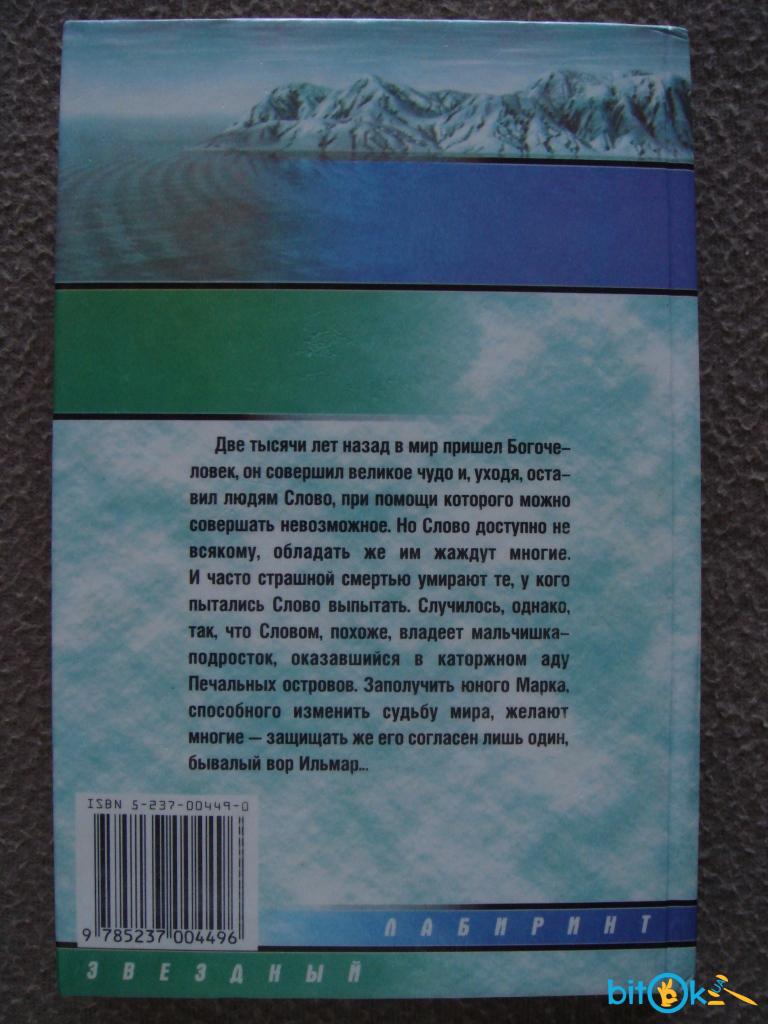 Две тысячи лет назад в мир пришел Богоче-
ловек, он совершил великое чудо и, уходя, оста-
вил людям Слово, при помощи которого можно
совершать невозможное. Но Слово доступно не
всякому, обладать же им жаждут многие.
И часто страшной смертью умирают те, у кого
пытались Слово выпытать. Случилось, однако,
так, что Словом, похоже, владеет мальчишка-
подросток, оказавшийся в каторжном аду
Печальных островов. Заполучить юного Марка,
способного изменить судьбу мира, желают
многие — защищать же его согласен лишь один,
бывалый вор Ильмар...
ISBN 5-237-00449-0
9 785237 004496
ЛАБИРИНТ
ЗВЕЗДНЫЙ
bitOk
UA